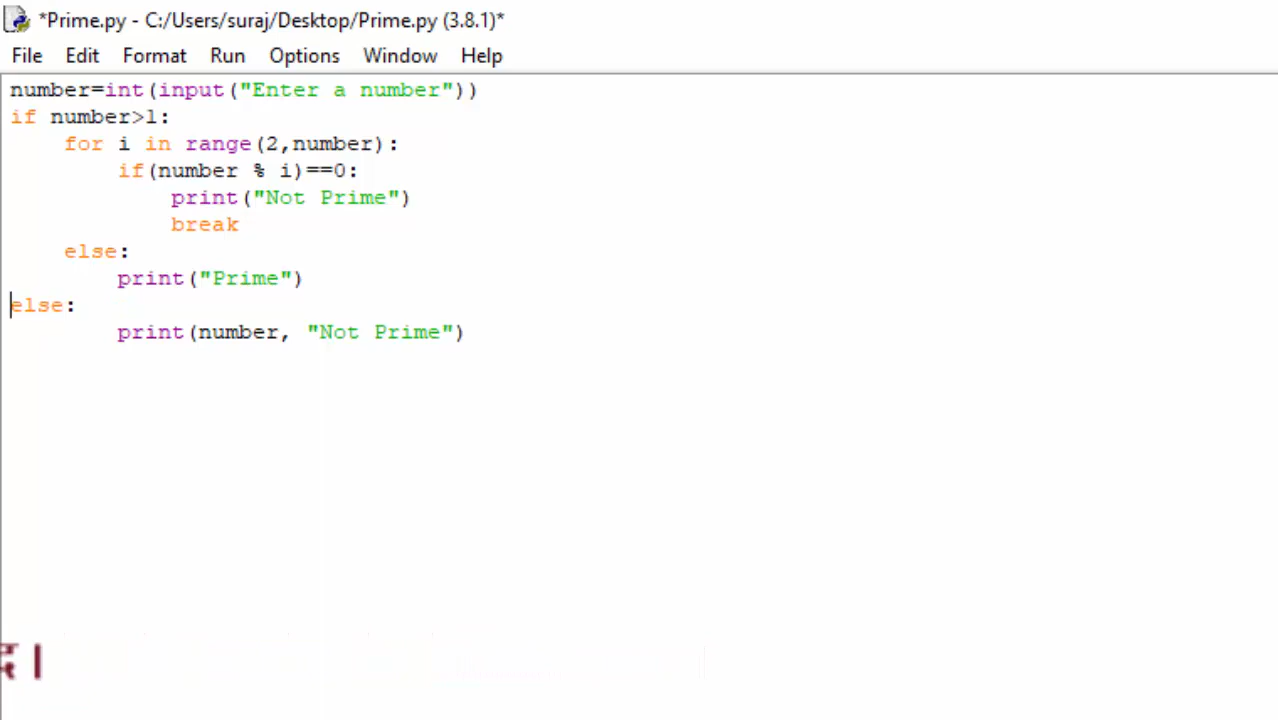 *Prime.py - C:/Users/suraj/Desktop/Prime.py (3.8.1)*
File Edit Format Run Options Window Help
number=int(input("Enter a number"))
if number>1:
    for i in range(2,number):
        if(number % i)==0:
            print("Not Prime")
            break
    else:
        print("Prime")
else:
        print(number, "Not Prime")